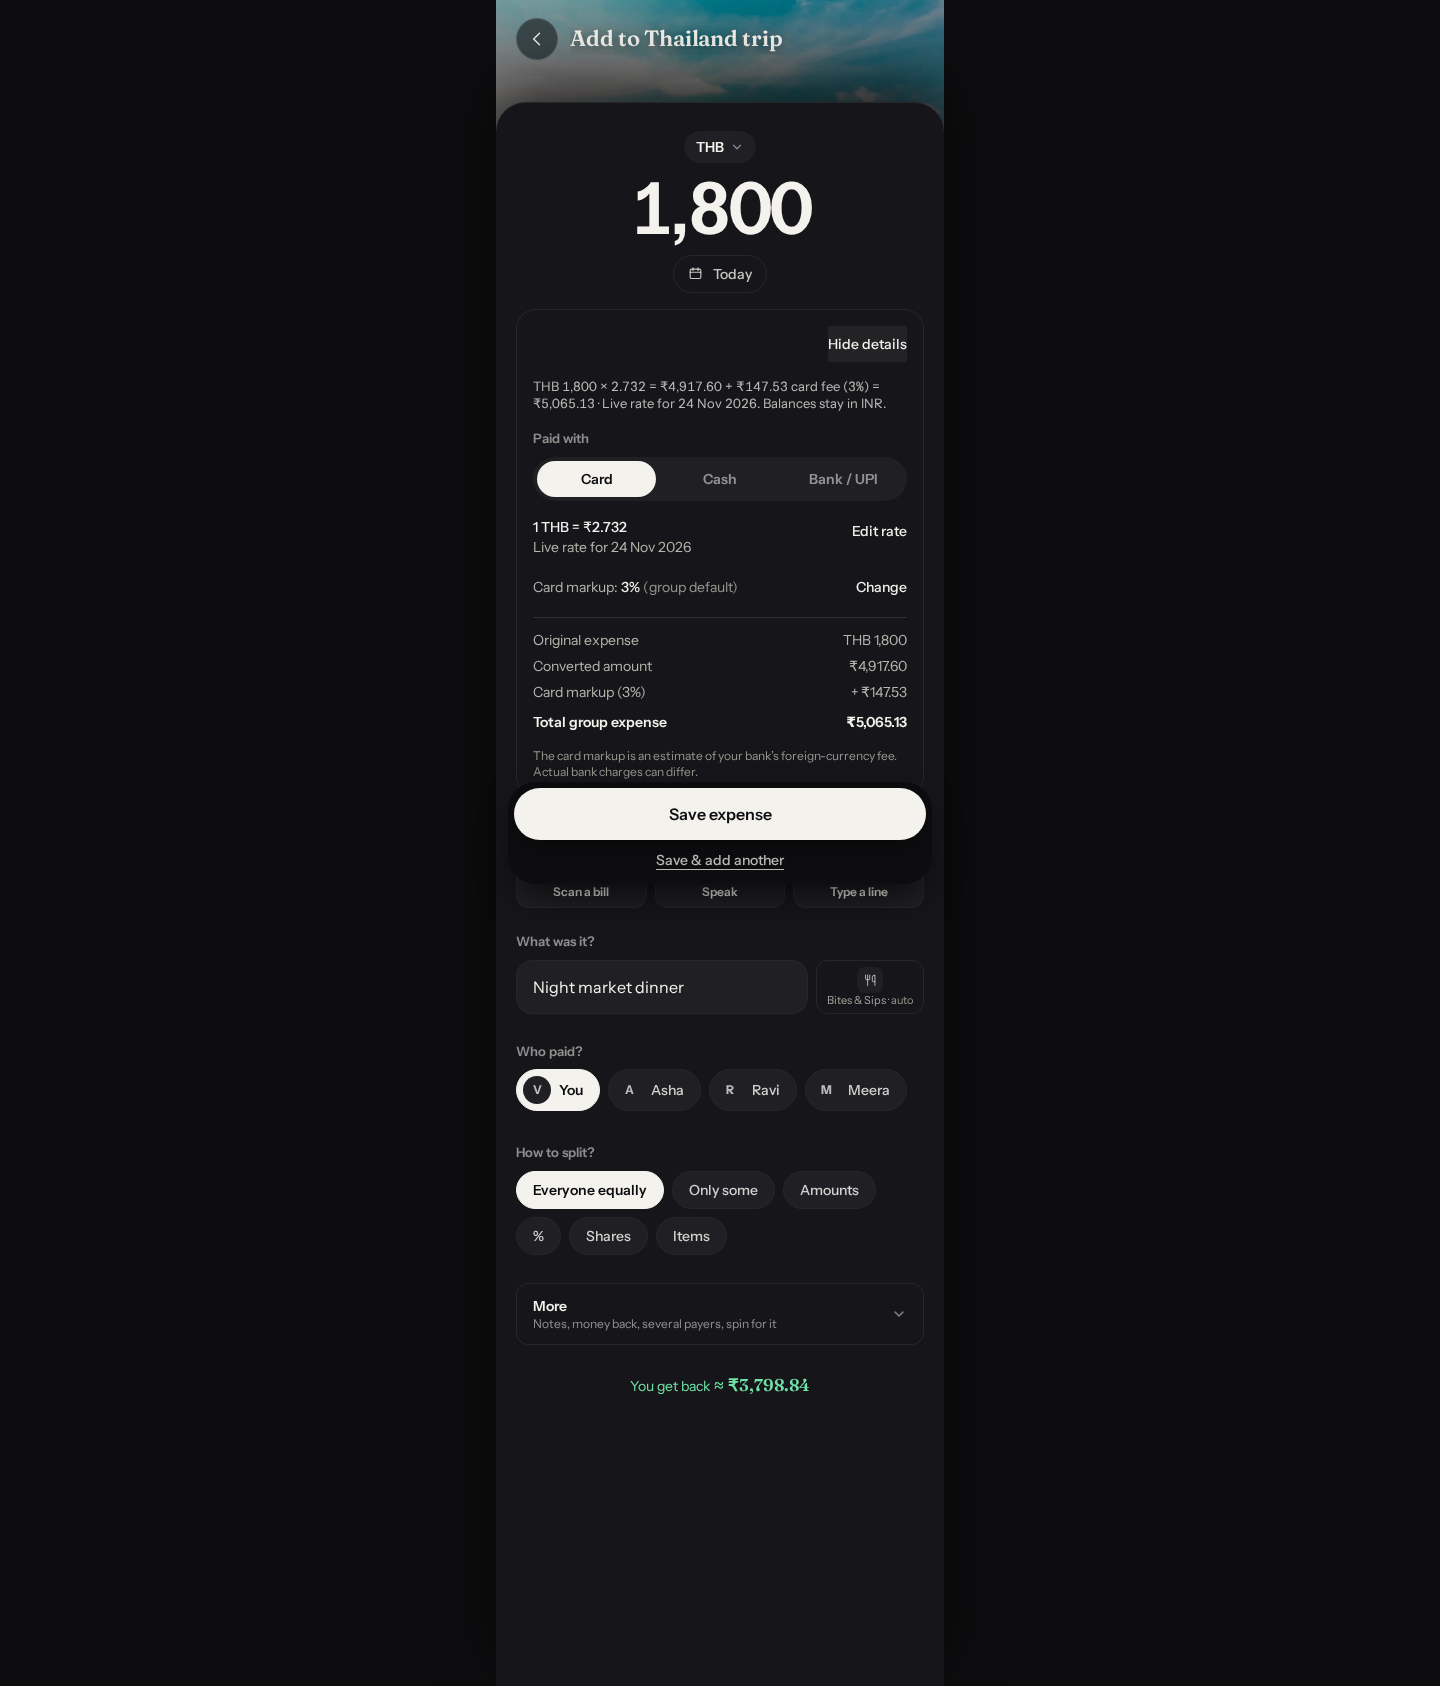 Add to Thailand trip
THB
1,800
Today
Hide details
THB 1,800 × 2.732 = ₹4,917.60 + ₹147.53 card fee (3%) =
₹5,065.13 · Live rate for 24 Nov 2026. Balances stay in INR.
Paid with
Card
Cash
Bank / UPI
1 THB = ₹2.732
Edit rate
Live rate for 24 Nov 2026
Card markup: 3% (group default)
Change
Original expense
THB 1,800
Converted amount
₹4,917.60
Card markup (3%)
+ ₹147.53
Total group expense
₹5,065.13
The card markup is an estimate of your bank's foreign-currency fee.
Actual bank charges can differ.
Save expense
Save & add another
Scan a bill
Speak
Type a line
What was it?
Night market dinner
Bites & Sips · auto
Who paid?
V You
A Asha
R Ravi
M Meera
How to split?
Everyone equally
Only some
Amounts
%
Shares
Items
More
Notes, money back, several payers, spin for it
You get back ≈ ₹3,798.84